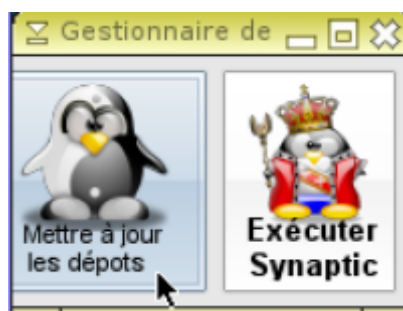 Gestionnaire de
Mettre à jour
les dépots
Exécuter
Synaptic